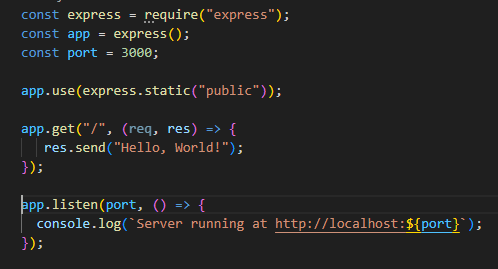 const express = require("express");
const app = express();
const port = 3000;
app.use(express.static("public"));
app.get("/", (req, res) => {
res.send("Hello, World!");
});
app.listen(port, () => {
console.log(`Server running at http://localhost:${port}`);
});